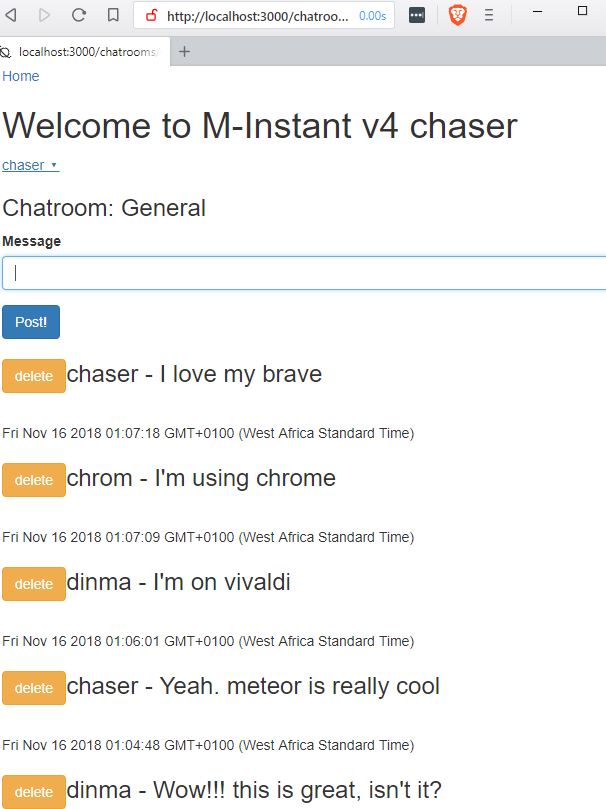 http://localhost:3000/chatroo... 0.00s
localhost:3000/chatrooms/
Home
Welcome to M-Instant v4 chaser
chaser
Chatroom: General
Message
Post!
delete chaser - I love my brave
Fri Nov 16 2018 01:07:18 GMT+0100 (West Africa Standard Time)
delete chrom - I'm using chrome
Fri Nov 16 2018 01:07:09 GMT+0100 (West Africa Standard Time)
delete dinma - I'm on vivaldi
Fri Nov 16 2018 01:06:01 GMT+0100 (West Africa Standard Time)
delete chaser - Yeah. meteor is really cool
Fri Nov 16 2018 01:04:48 GMT+0100 (West Africa Standard Time)
delete dinma - Wow!!! this is great, isn't it?